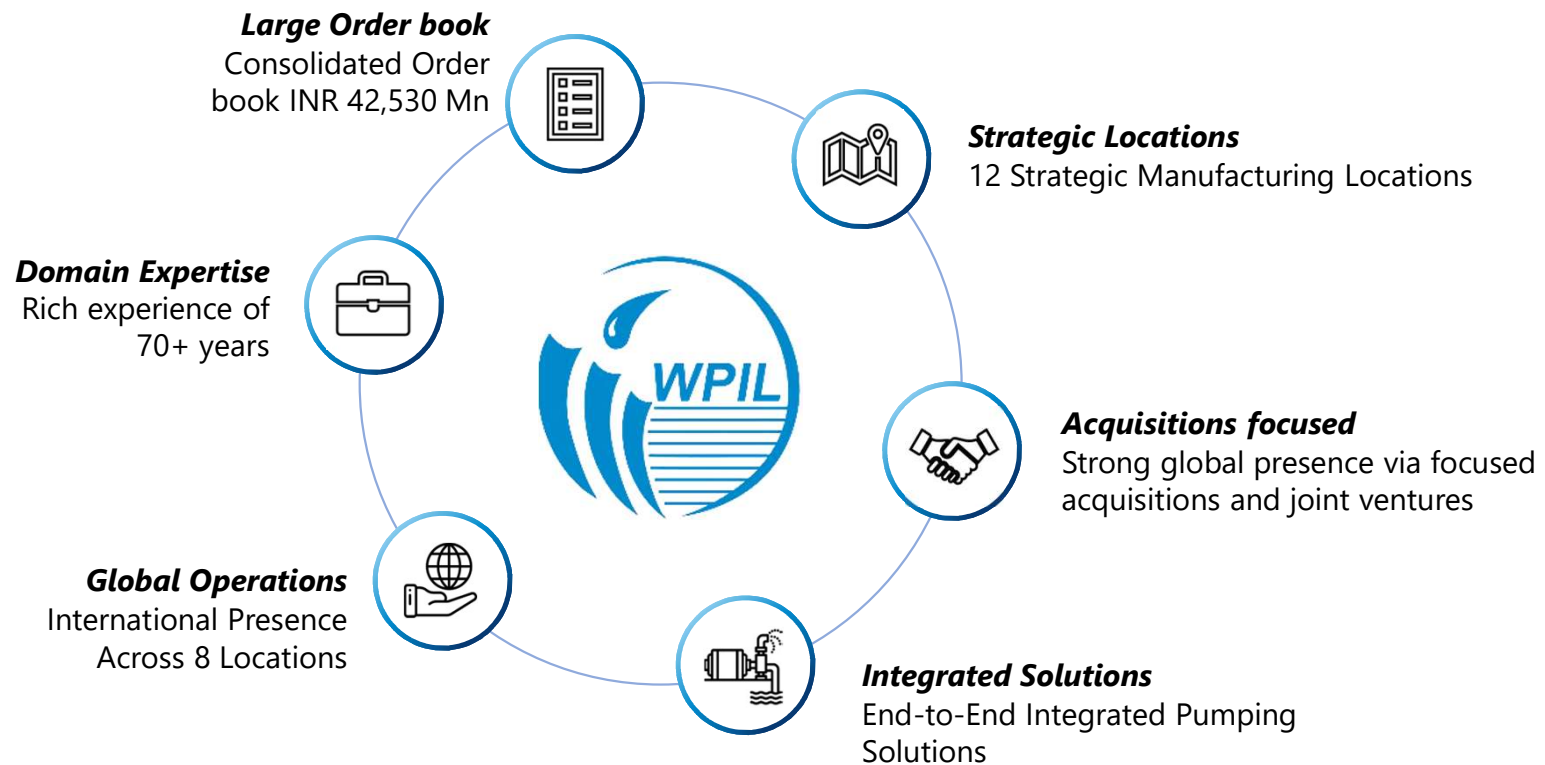 Large Order book
Consolidated Order
book INR 42,530 Mn
Strategic Locations
12 Strategic Manufacturing Locations
Domain Expertise
Rich experience of
70+ years
WPIL
Acquisitions focused
Strong global presence via focused
acquisitions and joint ventures
Global Operations
International Presence
Across 8 Locations
Integrated Solutions
End-to-End Integrated Pumping
Solutions